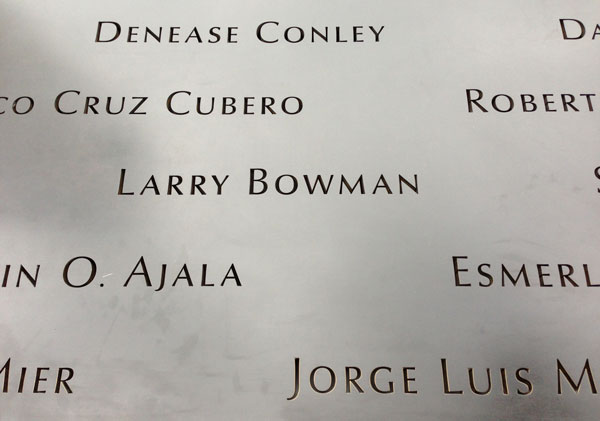 DENEASE CONLEY
CRUZ CUBERO ROBERT
LARRY BOWMAN
O. AJALA
JORGE LUIS